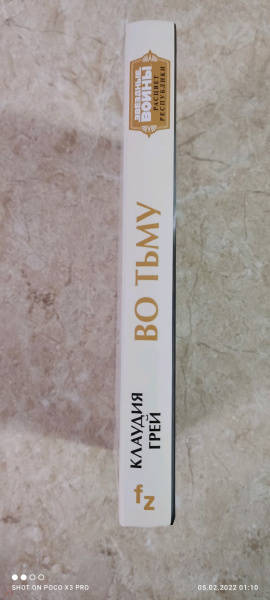 ЗВЁЗДНЫЕ
ВОЙНЫ
РАСЦВЕТ
РЕСПУБЛИКИ
ВО ТЬМУ
КЛАУДИЯ
ГРЕЙ
fz
SHOT ON POCO X3 PRO
05.02.2022 01:10